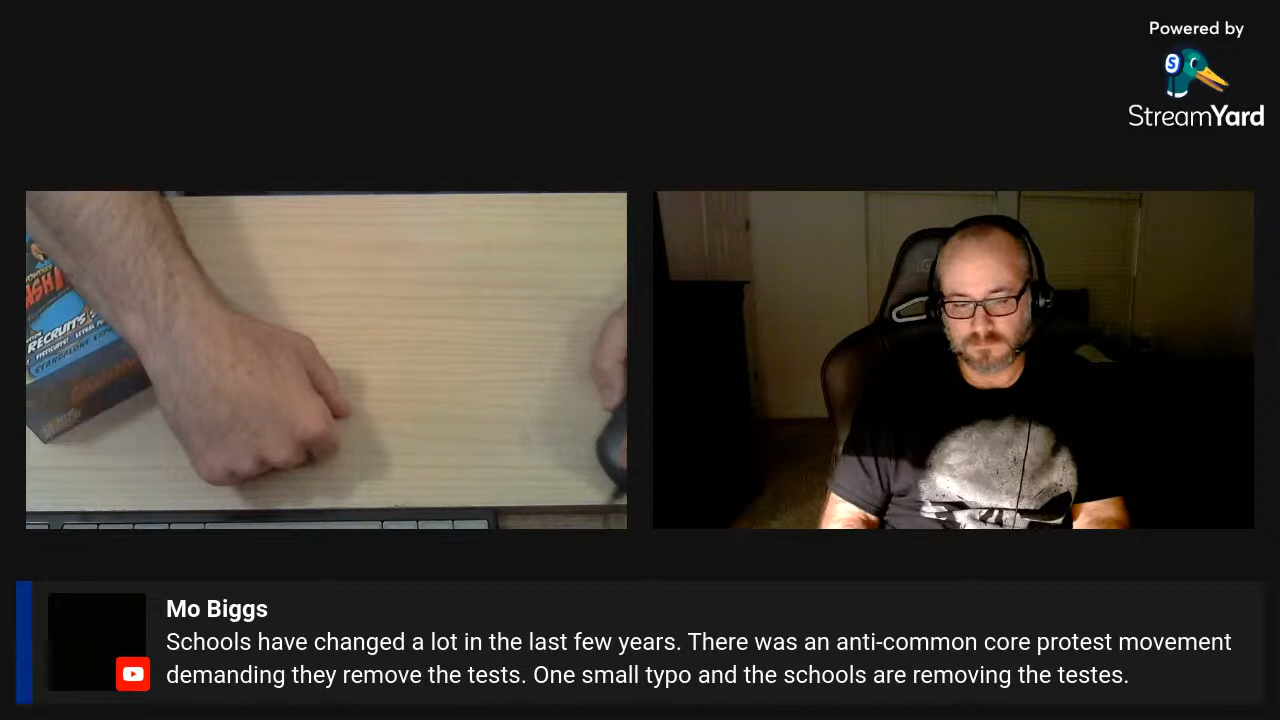 Powered by
S
StreamYard
ASH!
RECRUITS
STARGALORE
Mo Biggs
Schools have changed a lot in the last few years. There was an anti-common core protest movement
demanding they remove the tests. One small typo and the schools are removing the testes.